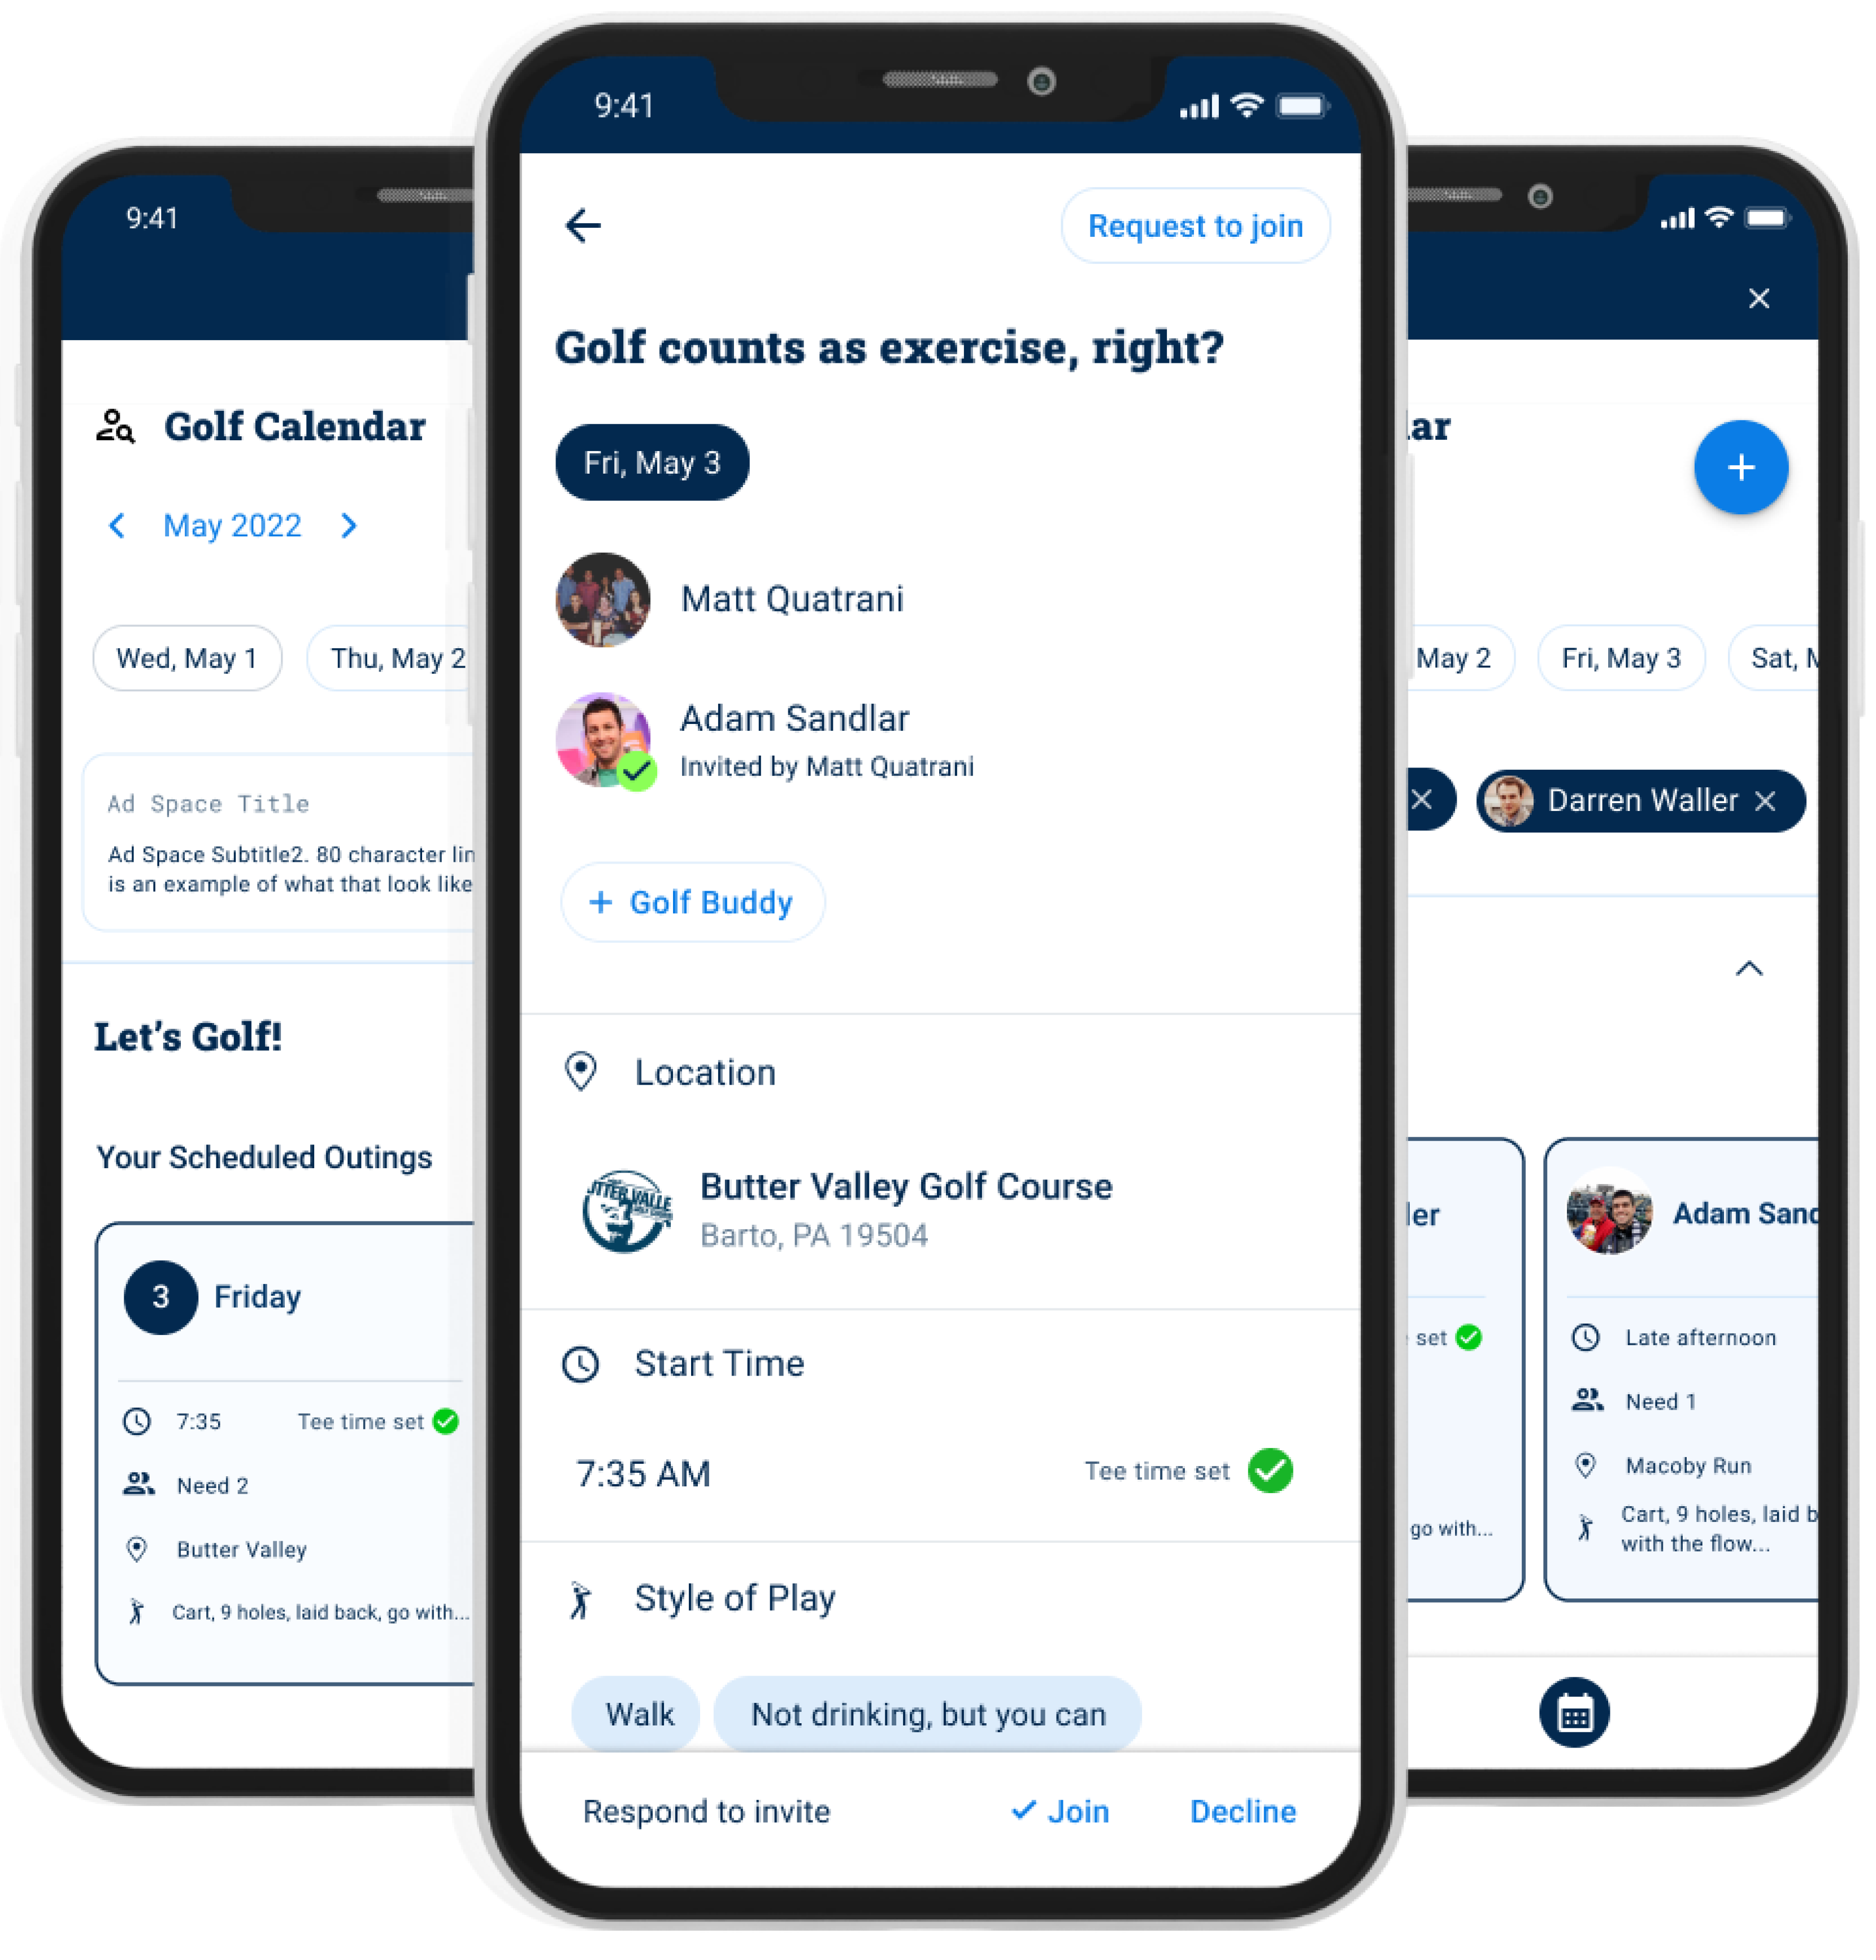 9:41
Golf Calendar
May 2022
Wed, May 1
Thu, May 2
Ad Space Title
Ad Space Subtitle2. 80 character lin
is an example of what that look like
Let's Golf!
Your Scheduled Outings
3 Friday
7:35 Tee time set
Need 2
Butter Valley
Cart, 9 holes, laid back, go with...
9:41
Request to join
Golf counts as exercise, right?
Fri, May 3
Matt Quatrani
Adam Sandlar
Invited by Matt Quatrani
+ Golf Buddy
Location
Butter Valley Golf Course
Barto, PA 19504
Start Time
7:35 AM
Tee time set
Style of Play
Walk
Not drinking, but you can
Respond to invite
Join
Decline
ar
+
May 2
Fri, May 3
Sat, M
Darren Waller
ler
set
go with...
Adam Sand
Late afternoon
Need 1
Macoby Run
Cart, 9 holes, laid b
with the flow...